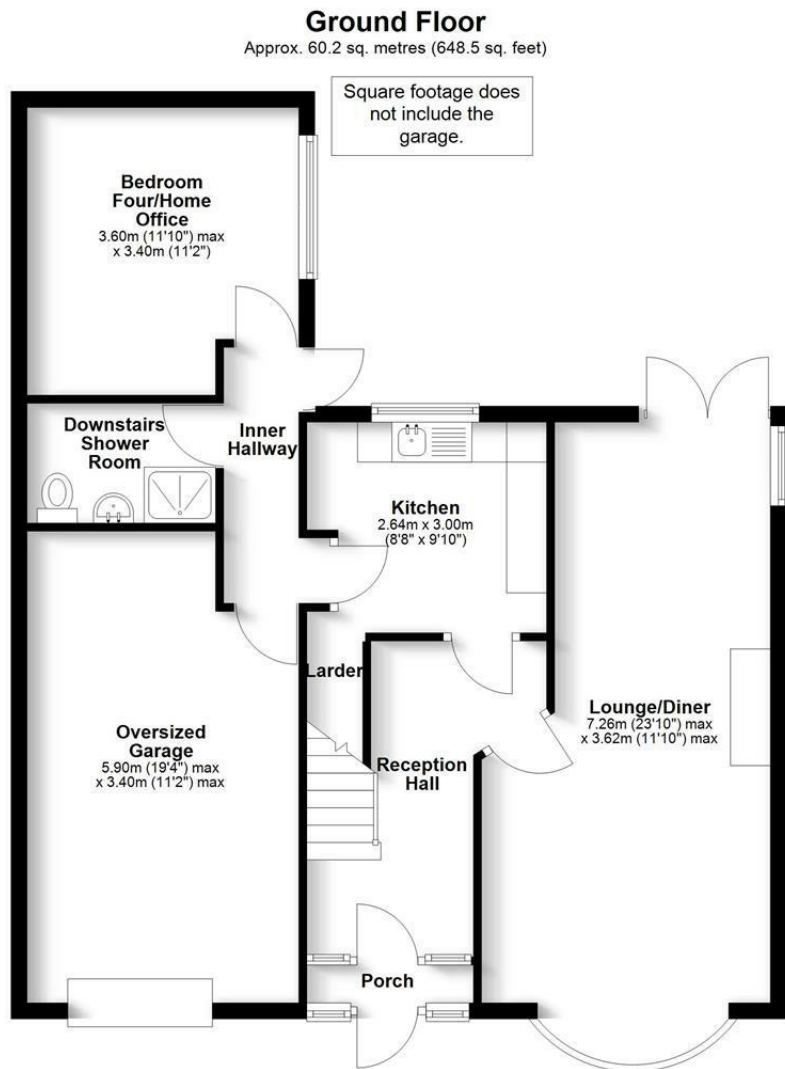 Ground Floor
Approx. 60.2 sq. metres (648.5 sq. feet)
Square footage does
not include the
garage.
Bedroom
Four/Home
Office
3.60m (11'10") max
x 3.40m (11'2")
Downstairs
Shower
Room
Inner
Hallway
Kitchen
2.64m x 3.00m
(8'8" x 9'10")
Larder
Lounge/Diner
7.26m (23'10") max
x 3.62m (11'10") max
Oversized
Garage
5.90m (19'4") max
x 3.40m (11'2") max
Reception
Hall
Porch